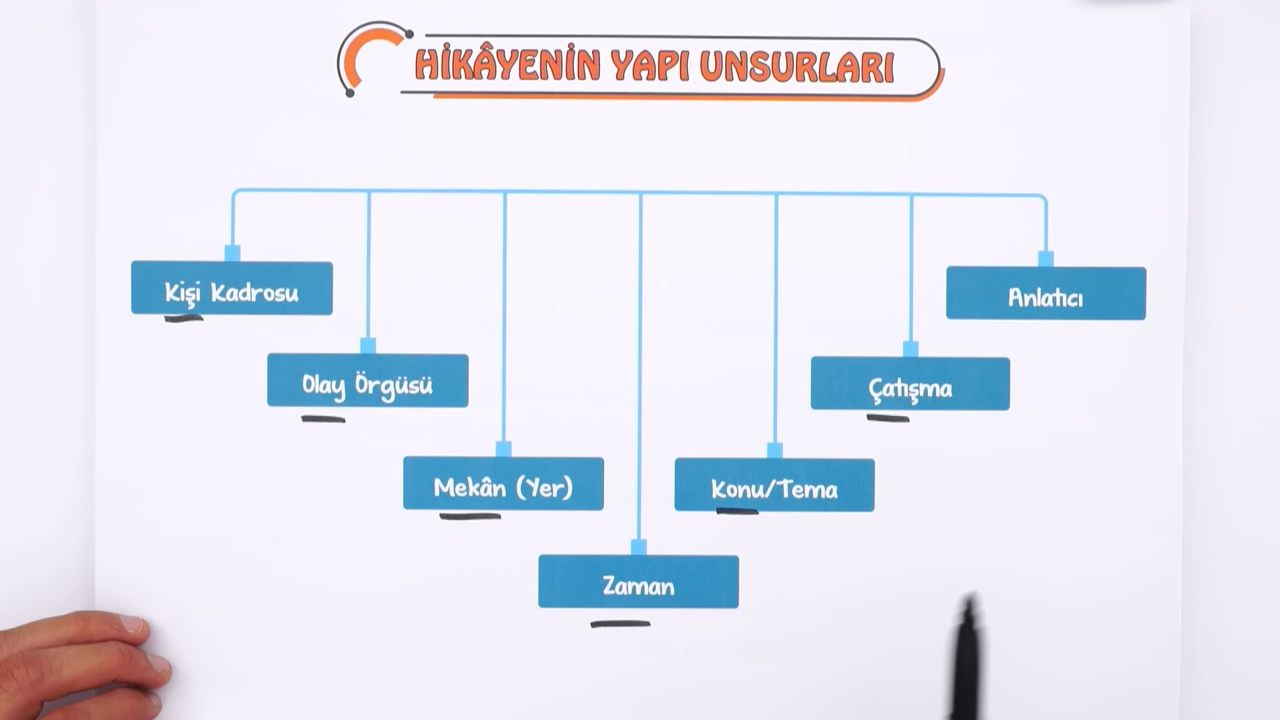 HİKÂYENİN YAPI UNSURLARI
Kişi Kadrosu
Olay Örgüsü
Mekân (Yer)
Zaman
Konu/Tema
Çatışma
Anlatıcı